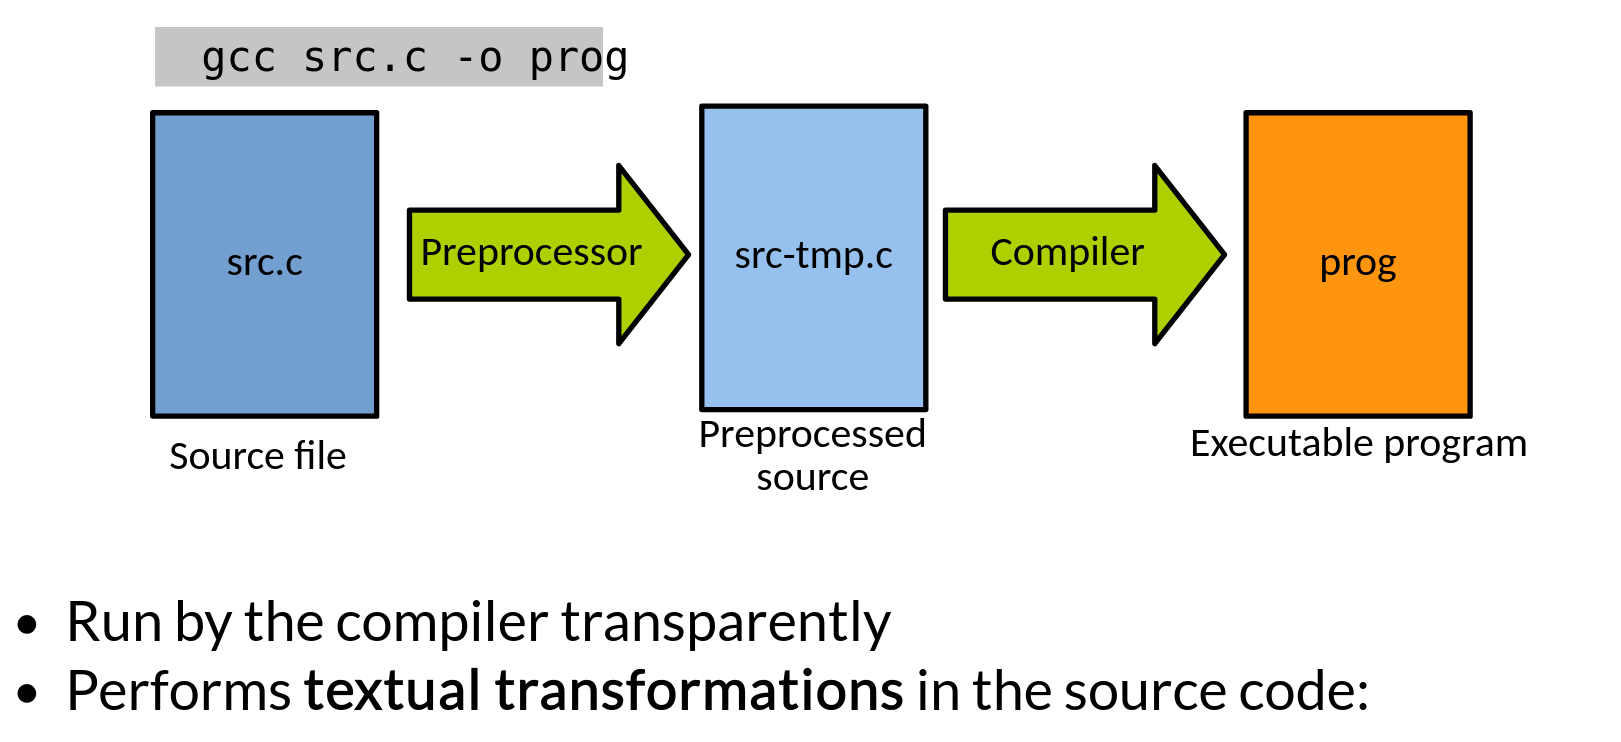 gcc src.c -o prog
src.c
Preprocessor
src-tmp.c
Compiler
prog
Source file
Preprocessed
source
Executable program
• Run by the compiler transparently
• Performs textual transformations in the source code: